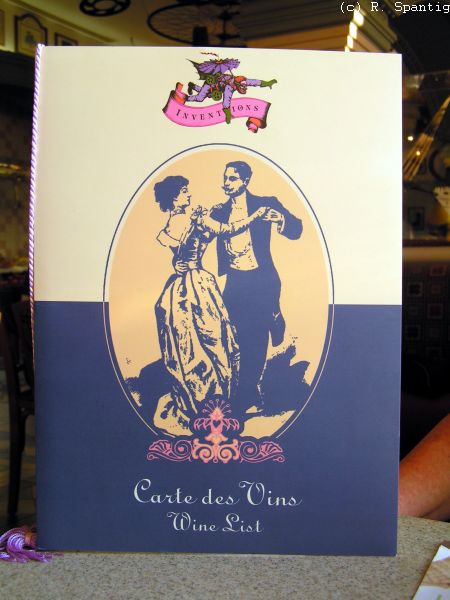 (c) R. Spantig
INVENTIONS
Carte des Vins
Wine List